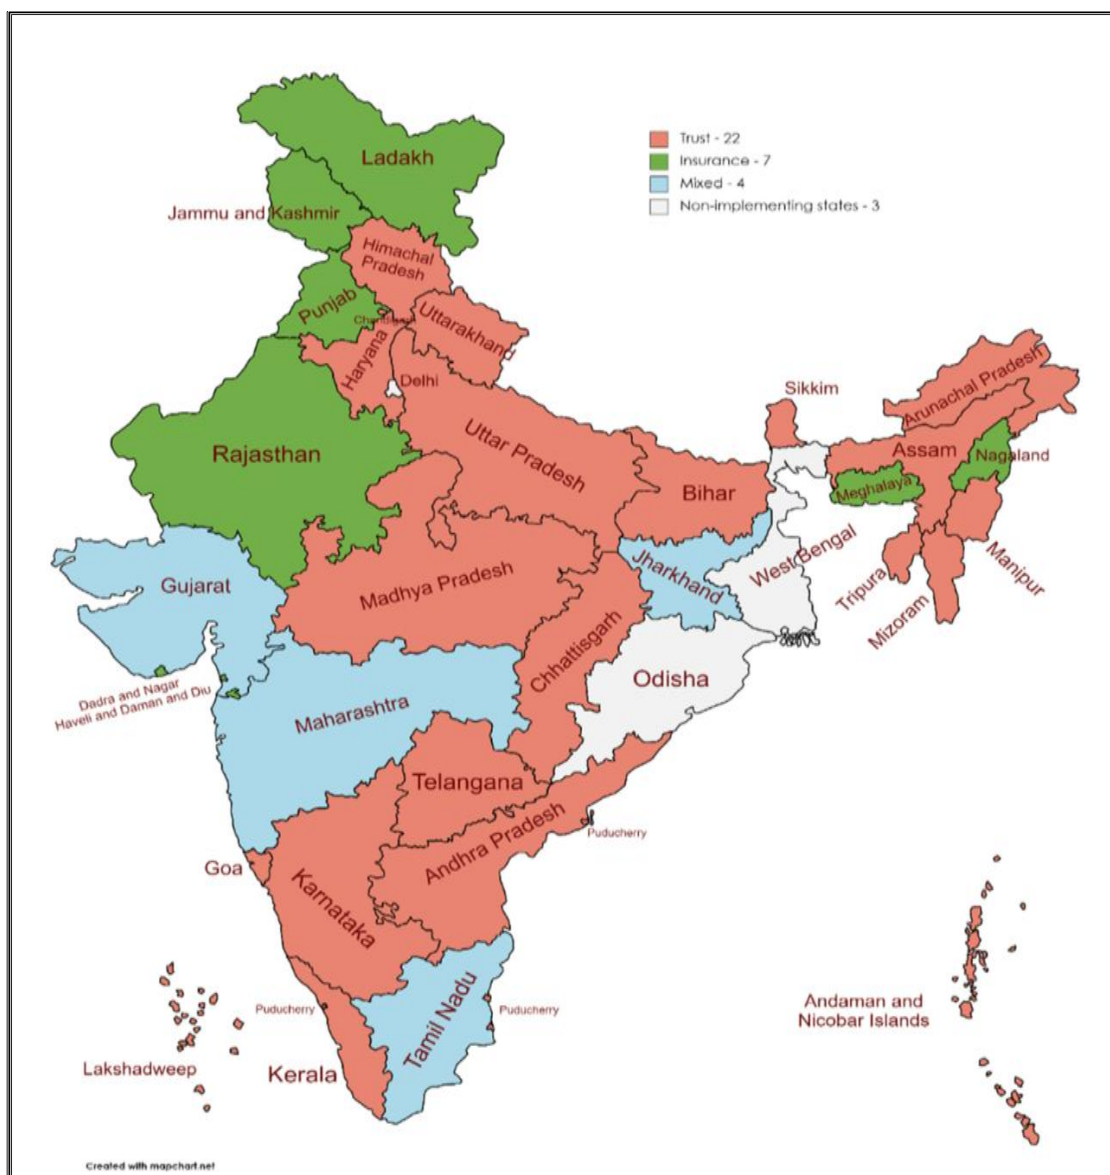 Trust - 22
Insurance - 7
Mixed - 4
Non-implementing states - 3
Ladakh
Jammu and Kashmir
Himachal
Pradesh
Punjab
Chandigarh
Uttarakhand
Haryana
Delhi
Sikkim
Arunachal Pradesh
Rajasthan
Uttar Pradesh
Assam
Nagaland
Bihar
Meghalaya
Gujarat
Madhya Pradesh
Jharkhand
West Bengal
Manipur
Tripura
Mizoram
Chhattisgarh
Odisha
Dadra and Nagar
Haveli and Daman and Diu
Maharashtra
Telangana
Andhra Pradesh
Puducherry
Goa
Karnataka
Puducherry
Puducherry
Tamil Nadu
Andaman and
Nicobar Islands
Lakshadweep
Kerala
Created with mapchart.net